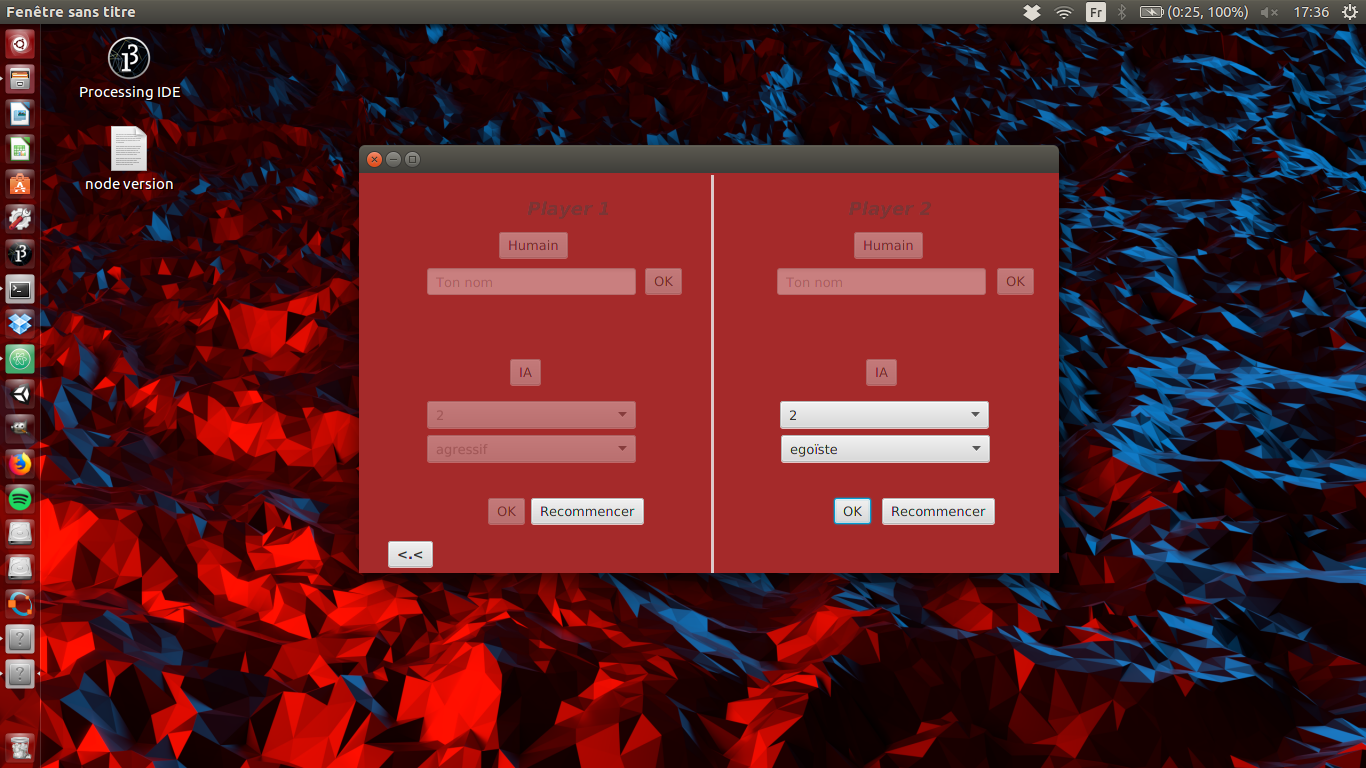 Fenêtre sans titre
Fr
(0:25, 100%)
17:36
Processing IDE
node version
Player 1
Humain
Ton nom
OK
IA
2
agressif
OK
Recommencer
<.<
Player 2
Humain
Ton nom
OK
IA
2
egoïste
OK
Recommencer